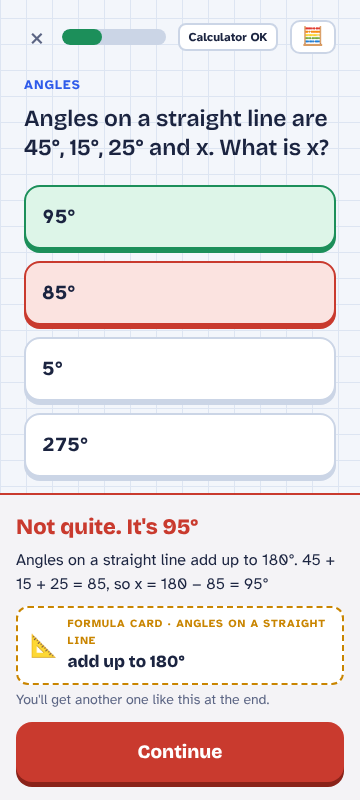 ×
Calculator OK
ANGLES
Angles on a straight line are
45°, 15°, 25° and x. What is x?
95°
85°
5°
275°
Not quite. It's 95°
Angles on a straight line add up to 180°. 45 +
15 + 25 = 85, so x = 180 − 85 = 95°
FORMULA CARD · ANGLES ON A STRAIGHT
LINE
add up to 180°
You'll get another one like this at the end.
Continue